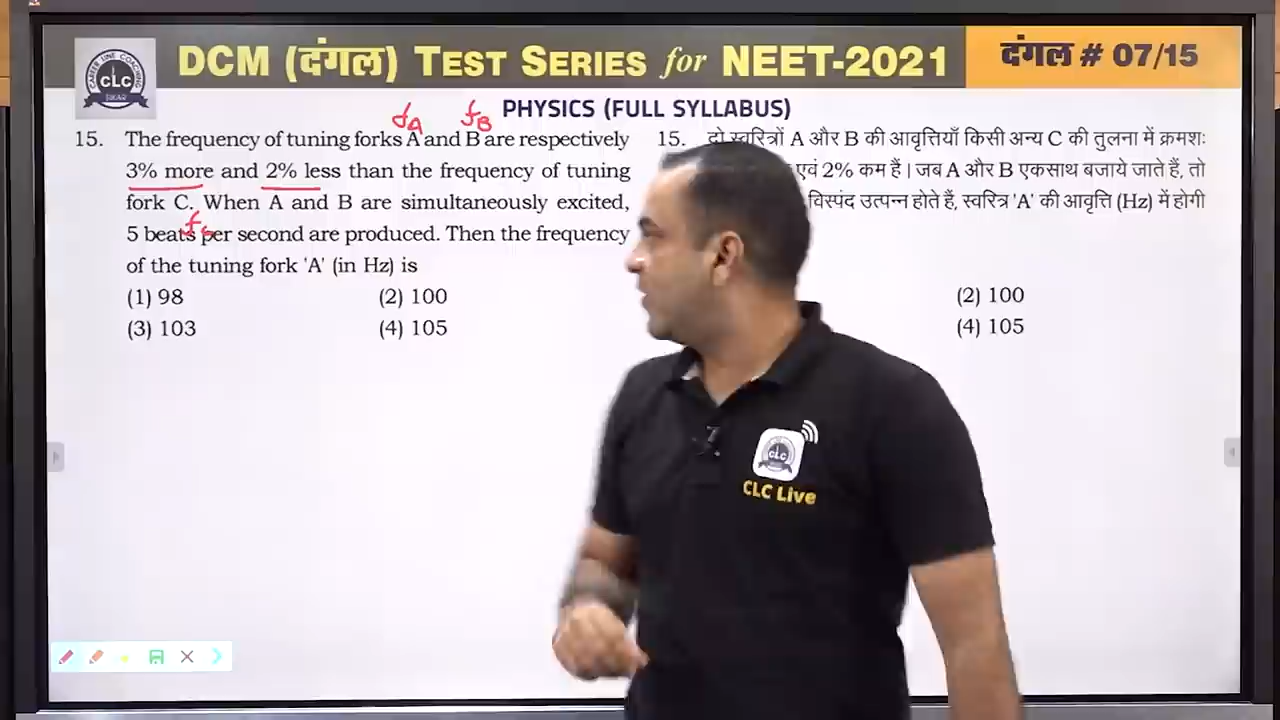 DCM (दंगल) TEST SERIES for NEET-2021
दंगल # 07/15
CLC
PHYSICS (FULL SYLLABUS)
fA fB
15. The frequency of tuning forks A and B are respectively
3% more and 2% less than the frequency of tuning
fork C. When A and B are simultaneously excited,
5 beats per second are produced. Then the frequency
of the tuning fork 'A' (in Hz) is
(1) 98 (2) 100
(3) 103 (4) 105
15. दो स्वरित्रों A और B की आवृत्तियाँ किसी अन्य C की तुलना में क्रमशः
एवं 2% कम हैं। जब A और B एकसाथ बजाये जाते हैं, तो
विस्पंद उत्पन्न होते हैं, स्वरित्र 'A' की आवृत्ति (Hz) में होगी
(2) 100
(4) 105
CLC
CLC Live